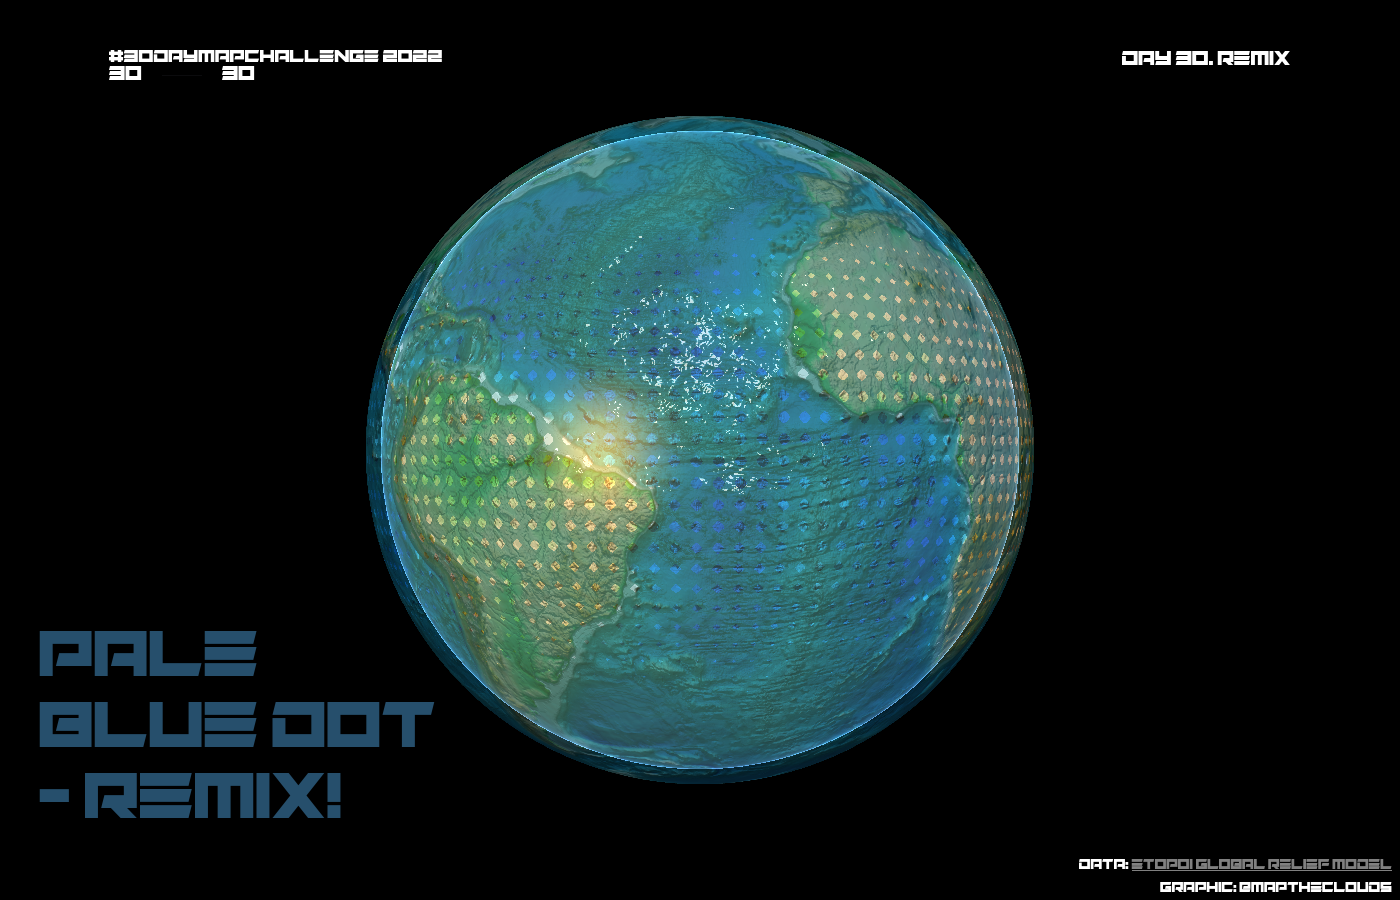 #30DAYMAPCHALLENGE 2022
30 30
DAY 30. REMIX
PALE
BLUE DOT
- REMIX!
DATA: ETOPO1 GLOBAL RELIEF MODEL
GRAPHIC: @MAPTHECLOUDS